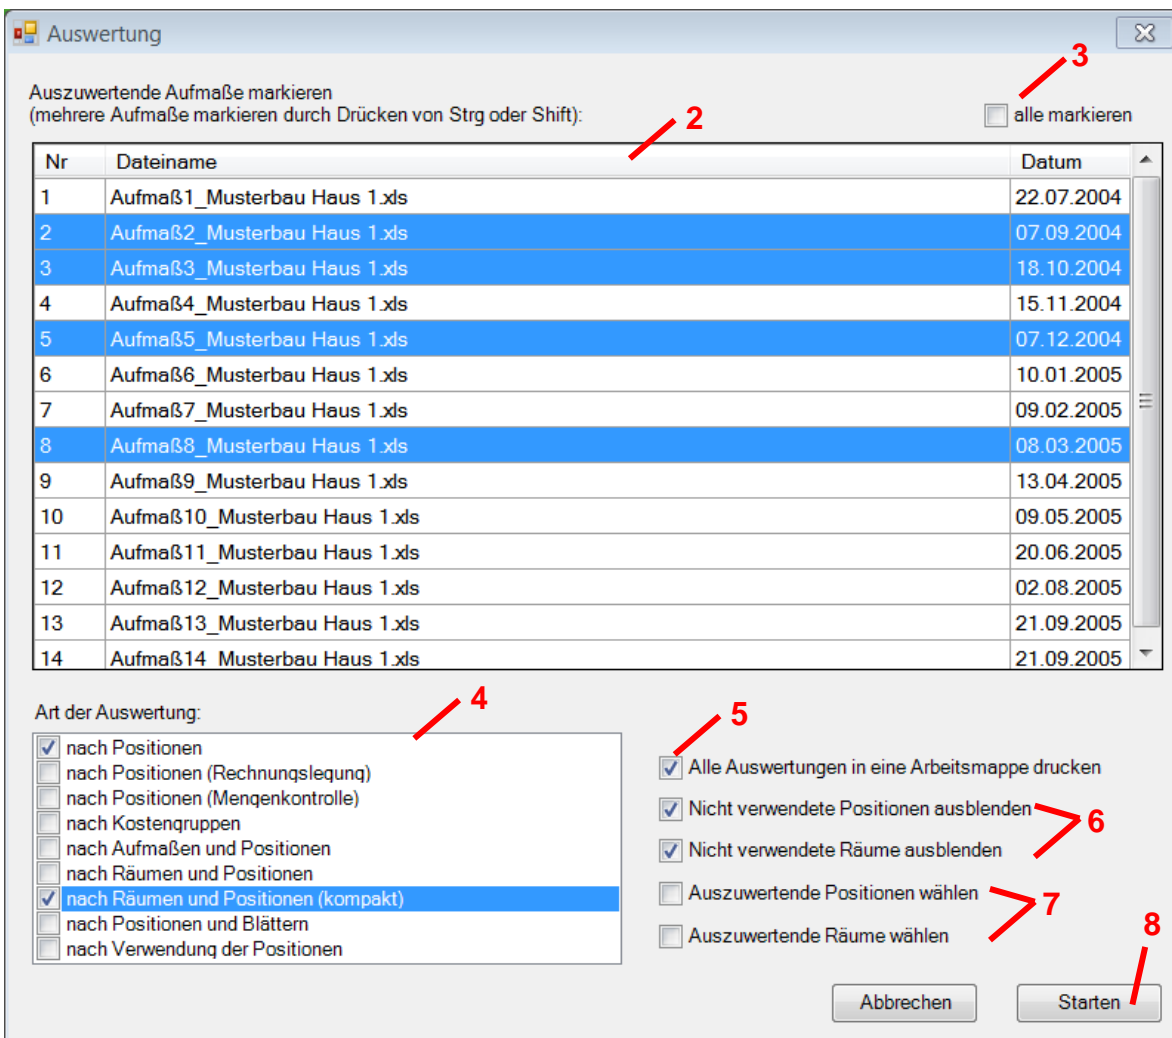 Auswertung
3
Auszuwertende Aufmaße markieren
(mehrere Aufmaße markieren durch Drücken von Strg oder Shift):
2
alle markieren
Nr Dateiname Datum
1 Aufmaß1_Musterbau Haus 1.xls 22.07.2004
2 Aufmaß2_Musterbau Haus 1.xls 07.09.2004
3 Aufmaß3_Musterbau Haus 1.xls 18.10.2004
4 Aufmaß4_Musterbau Haus 1.xls 15.11.2004
5 Aufmaß5_Musterbau Haus 1.xls 07.12.2004
6 Aufmaß6_Musterbau Haus 1.xls 10.01.2005
7 Aufmaß7_Musterbau Haus 1.xls 09.02.2005
8 Aufmaß8_Musterbau Haus 1.xls 08.03.2005
9 Aufmaß9_Musterbau Haus 1.xls 13.04.2005
10 Aufmaß10_Musterbau Haus 1.xls 09.05.2005
11 Aufmaß11_Musterbau Haus 1.xls 20.06.2005
12 Aufmaß12_Musterbau Haus 1.xls 02.08.2005
13 Aufmaß13_Musterbau Haus 1.xls 21.09.2005
14 Aufmaß14_Musterbau Haus 1.xls 21.09.2005
4
Art der Auswertung:
nach Positionen
nach Positionen (Rechnungslegung)
nach Positionen (Mengenkontrolle)
nach Kostengruppen
nach Aufmaßen und Positionen
nach Räumen und Positionen
nach Räumen und Positionen (kompakt)
nach Positionen und Blättern
nach Verwendung der Positionen
5
Alle Auswertungen in eine Arbeitsmappe drucken
Nicht verwendete Positionen ausblenden
6
Nicht verwendete Räume ausblenden
Auszuwertende Positionen wählen
7
Auszuwertende Räume wählen
8
Abbrechen
Starten